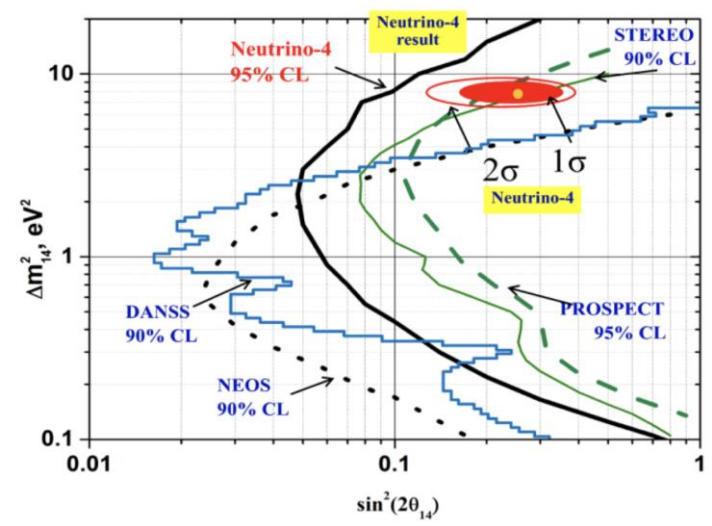 Neutrino-4
result
STEREO
90% CL
Neutrino-4
95% CL
10
2σ
1σ
Neutrino-4
Δm²₁₄, eV²
1
DANSS
90% CL
PROSPECT
95% CL
NEOS
90% CL
0.1
0.01
0.1
1
sin²(2θ₁₄)